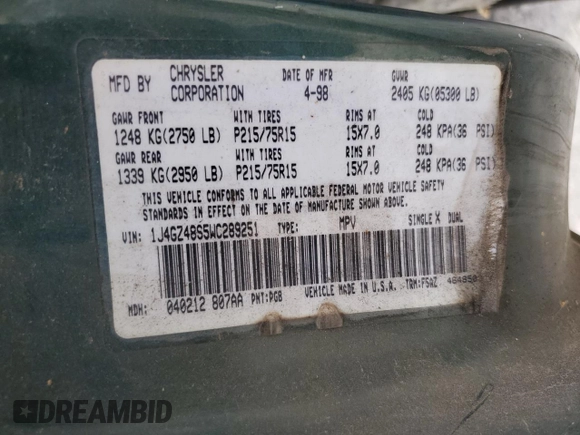 MFD BY CHRYSLER CORPORATION DATE OF MFR 4-98 GVWR 2405 KG(05300 LB)
GAWR FRONT WITH TIRES RIMS AT COLD
1248 KG(2750 LB) P215/75R15 15X7.0 248 KPA(36 PSI)
GAWR REAR WITH TIRES RIMS AT COLD
1339 KG(2950 LB) P215/75R15 15X7.0 248 KPA(36 PSI)
THIS VEHICLE CONFORMS TO ALL APPLICABLE FEDERAL MOTOR VEHICLE SAFETY
STANDARDS IN EFFECT ON THE DATE OF MANUFACTURE SHOWN ABOVE.
VIN: 1J4GZ48S5WC289251 TYPE: MPV SINGLE X DUAL
MDH: 040212 807AA PNT:PGB VEHICLE MADE IN U.S.A. TRM:FSAZ
DREAMBID